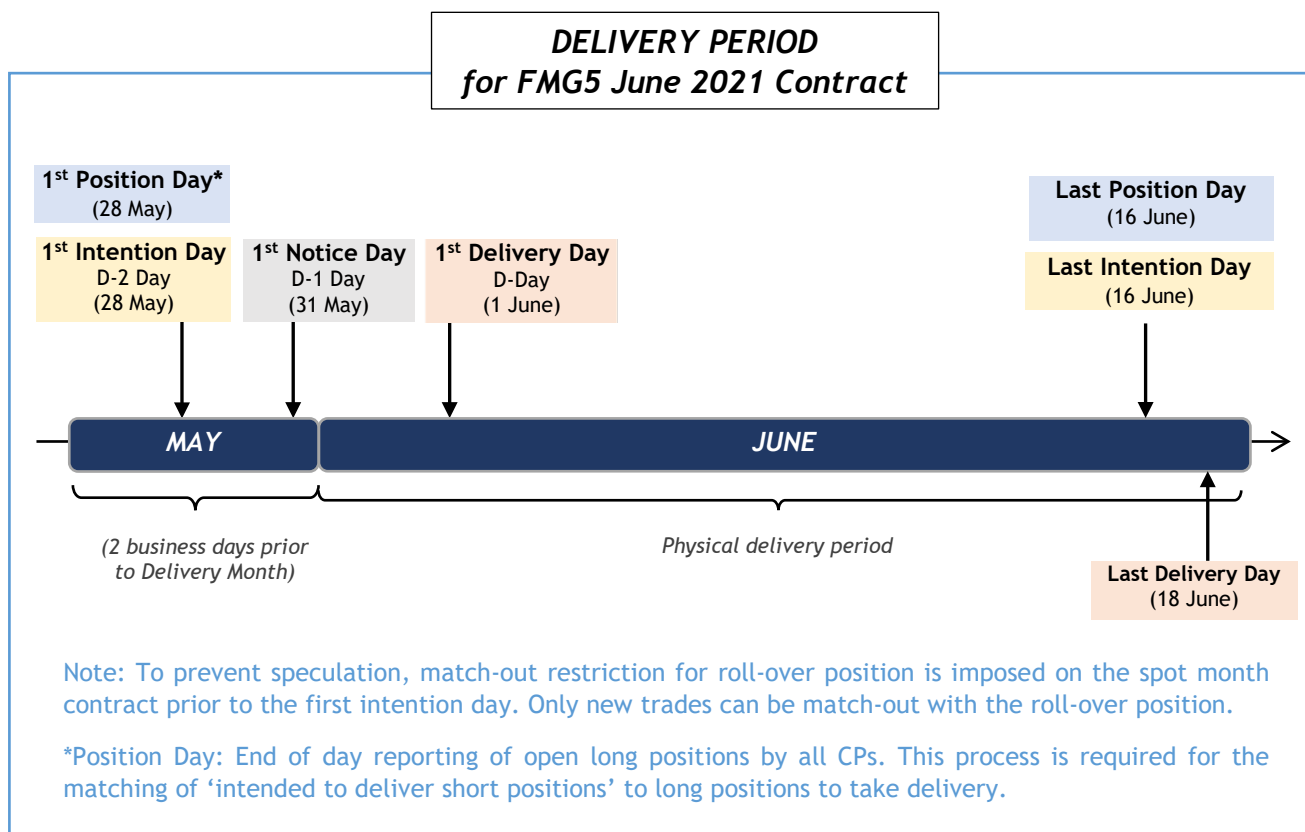 DELIVERY PERIOD
for FMG5 June 2021 Contract
1st Position Day*
(28 May)
Last Position Day
(16 June)
1st Intention Day
D-2 Day
(28 May)
1st Notice Day
D-1 Day
(31 May)
1st Delivery Day
D-Day
(1 June)
Last Intention Day
(16 June)
MAY
JUNE
(2 business days prior
to Delivery Month)
Physical delivery period
Last Delivery Day
(18 June)
Note: To prevent speculation, match-out restriction for roll-over position is imposed on the spot month
contract prior to the first intention day. Only new trades can be match-out with the roll-over position.
*Position Day: End of day reporting of open long positions by all CPs. This process is required for the
matching of ‘intended to deliver short positions’ to long positions to take delivery.